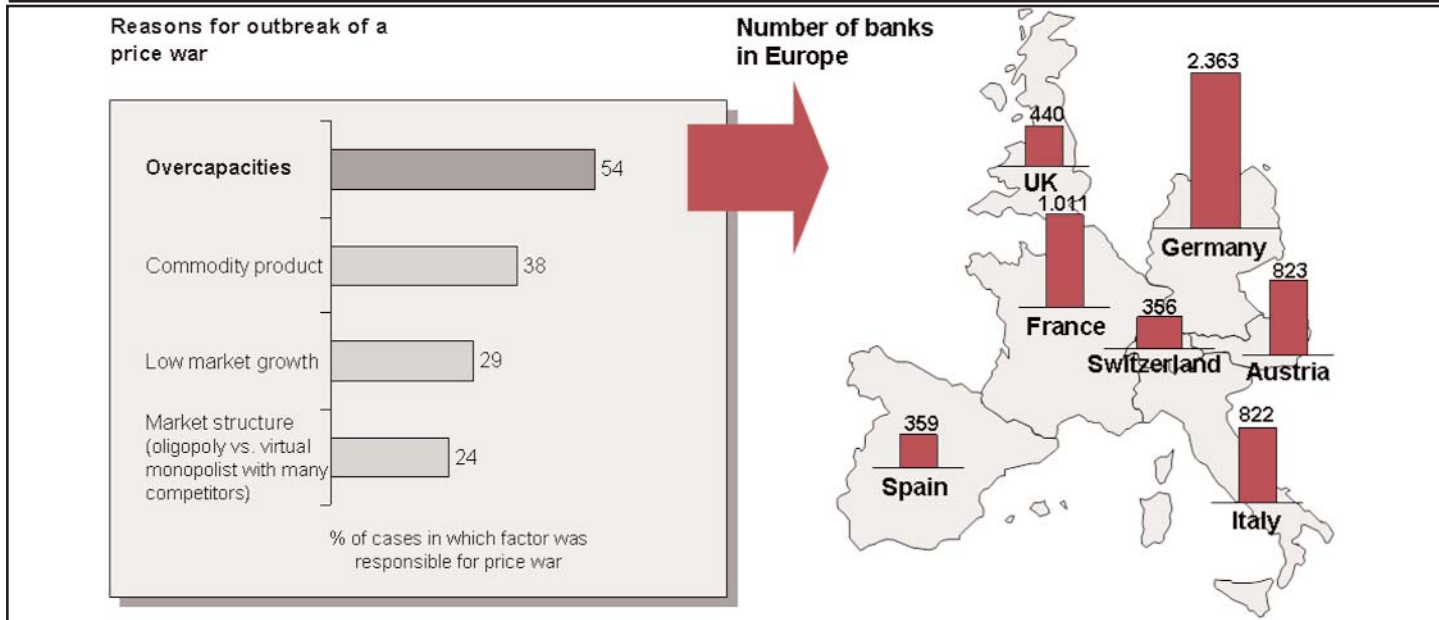 Reasons for outbreak of a
price war
Overcapacities
54
Commodity product
38
Low market growth
29
Market structure
(oligopoly vs. virtual
monopolist with many
competitors)
24
% of cases in which factor was
responsible for price war
Number of banks
in Europe
2.363
440
UK
1.011
Germany
823
France
356
Switzerland
Austria
359
822
Spain
Italy